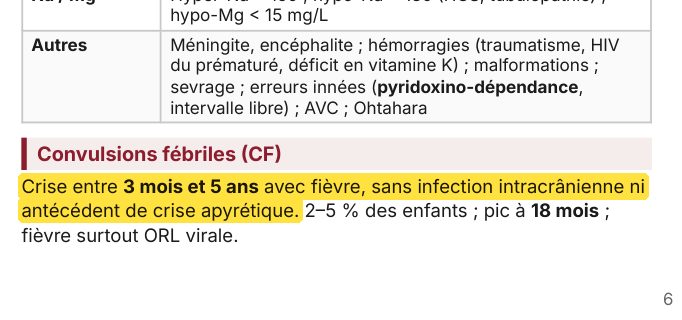 hypo-Mg < 15 mg/L
Autres
Méningite, encéphalite ; hémorragies (traumatisme, HIV
du prématuré, déficit en vitamine K) ; malformations ;
sevrage ; erreurs innées (pyridoxino-dépendance,
intervalle libre) ; AVC ; Ohtahara
Convulsions fébriles (CF)
Crise entre 3 mois et 5 ans avec fièvre, sans infection intracrânienne ni
antécédent de crise apyrétique. 2–5 % des enfants ; pic à 18 mois ;
fièvre surtout ORL virale.
6